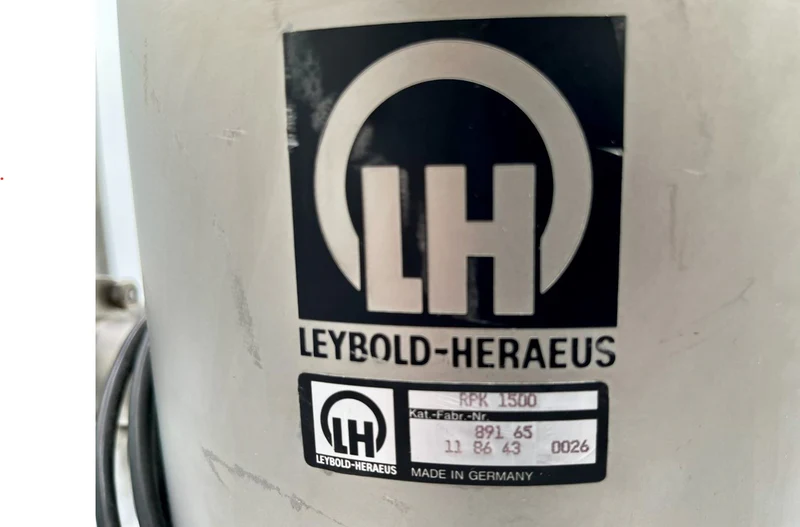 LH
LEYBOLD-HERAEUS
RPK 1500
Kat.-Fabr.-Nr.
891 65
11 86 43 0026
LH
LEYBOLD-HERAEUS
MADE IN GERMANY